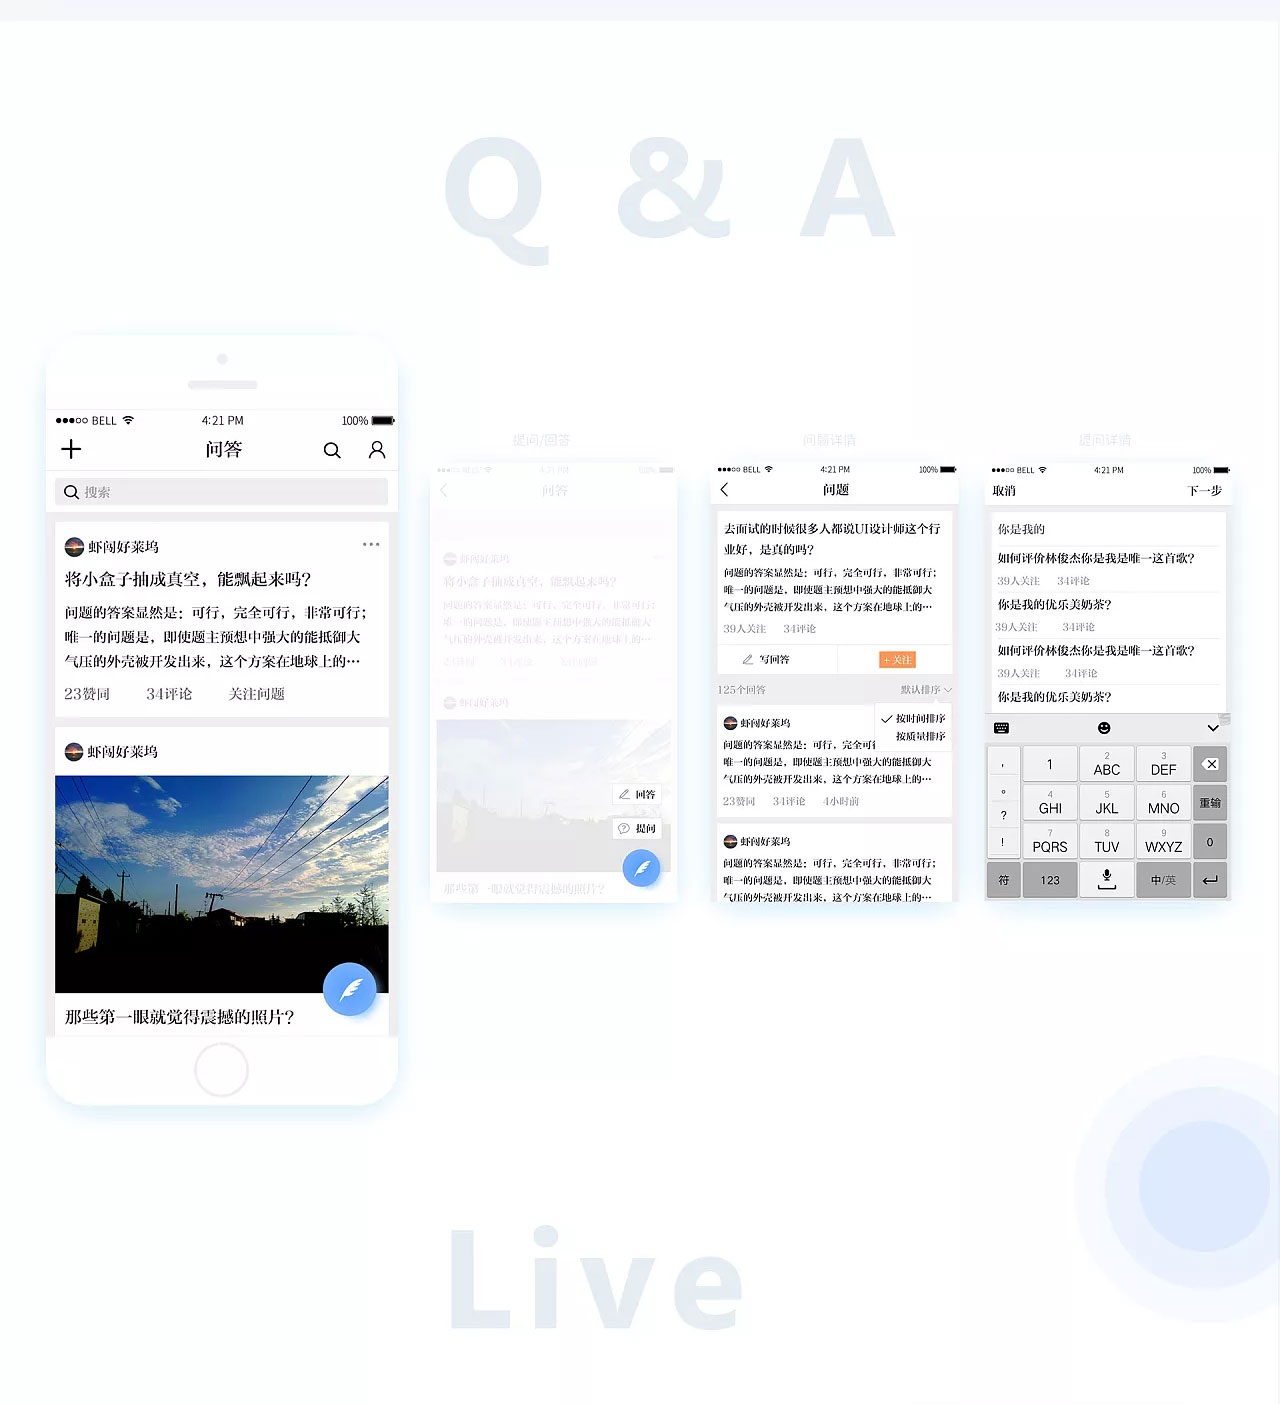 Q & A
BELL
4:21 PM
100%
问答
搜索
虾闯好莱坞
将小盒子抽成真空，能飘起来吗？
问题的答案显然是：可行，完全可行，非常可行；
唯一的问题是，即使题主预想中强大的能抵御大
气压的外壳被开发出来，这个方案在地球上的…
23赞同 34评论 关注问题
虾闯好莱坞
那些第一眼就觉得震撼的照片？
提问/回答
4:21 PM
问答
虾闯好莱坞
将小盒子抽成真空，能飘起来吗？
问题的答案显然是：可行，完全可行，非常可行；
唯一的问题是，即使题主预想中强大的能抵御大
气压的外壳被开发出来，这个方案在地球上的…
虾闯好莱坞
回答
提问
那些第一眼就觉得震撼的照片？
问题详情
BELL
4:21 PM
100%
问题
去面试的时候很多人都说UI设计师这个行
业好，是真的吗？
问题的答案显然是：可行，完全可行，非常可行；
唯一的问题是，即使题主预想中强大的能抵御大
气压的外壳被开发出来，这个方案在地球上的…
39人关注 34评论
写回答
+关注
125个回答
默认排序
按时间排序
按质量排序
虾闯好莱坞
问题的答案显然是：可行，完全可行
唯一的问题是，即使题主预想中强大的能抵御大
气压的外壳被开发出来，这个方案在地球上的…
23赞同 34评论 4小时前
虾闯好莱坞
问题的答案显然是：可行，完全可行，非常可行；
唯一的问题是，即使题主预想中强大的能抵御大
气压的外壳被开发出来，这个方案在地球上的…
提问详情
BELL
4:21 PM
100%
取消
下一步
你是我的
如何评价林俊杰你是我是唯一这首歌？
39人关注 34评论
你是我的优乐美奶茶？
39人关注 34评论
如何评价林俊杰你是我是唯一这首歌？
39人关注 34评论
你是我的优乐美奶茶？
， 1 2 ABC 3 DEF
。 4 GHI 5 JKL 6 MNO 重输
？
！ 7 PQRS 8 TUV 9 WXYZ 0
符 123 中/英
Live